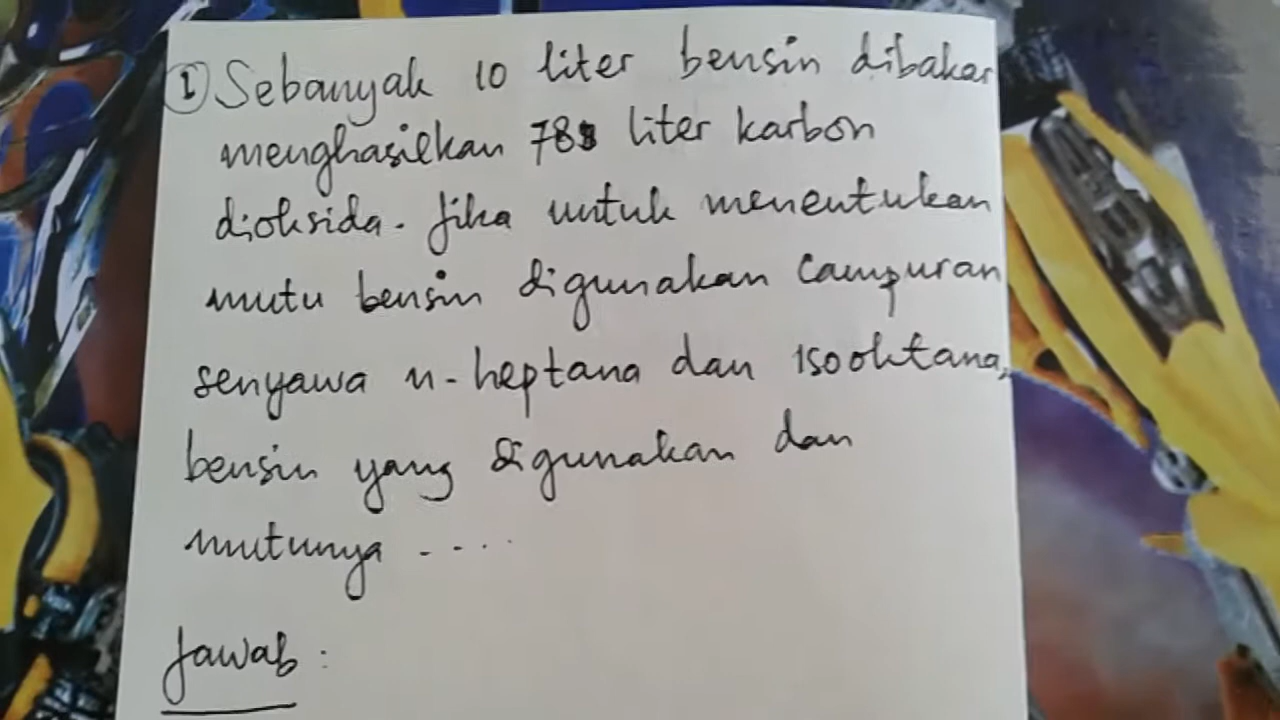 1 Sebanyak 10 liter bensin dibakar
menghasilkan 78 liter karbon
dioksida. Jika untuk menentukan
mutu bensin digunakan campuran
senyawa n-heptana dan isooktana,
bensin yang digunakan dan
mutunya ....
Jawab :